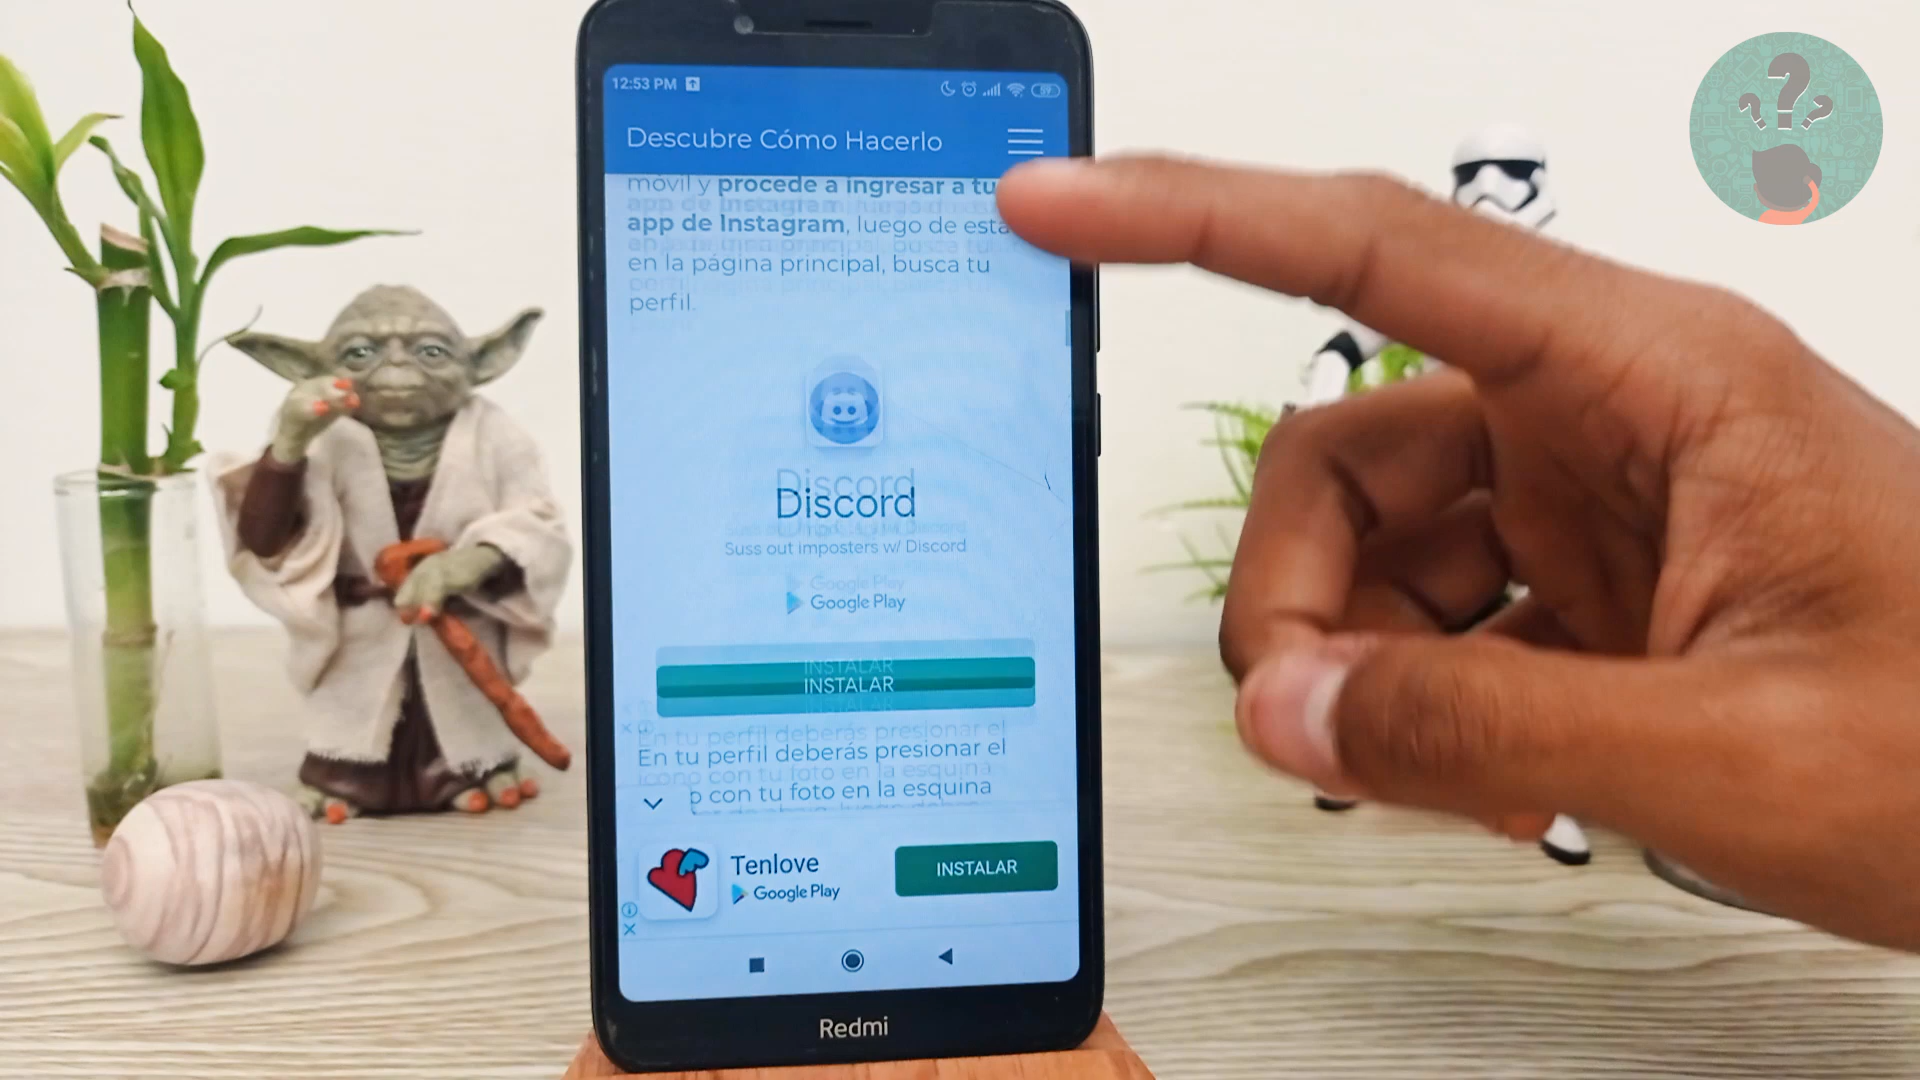 12:53 PM
59
Descubre Cómo Hacerlo
móvil y procede a ingresar a tu
app de Instagram, luego de esta
en la página principal, busca tu
perfil.
Discord
Suss out imposters w/ Discord
Google Play
INSTALAR
En tu perfil deberás presionar el
con tu foto en la esquina
Tenlove
Google Play
INSTALAR
Redmi